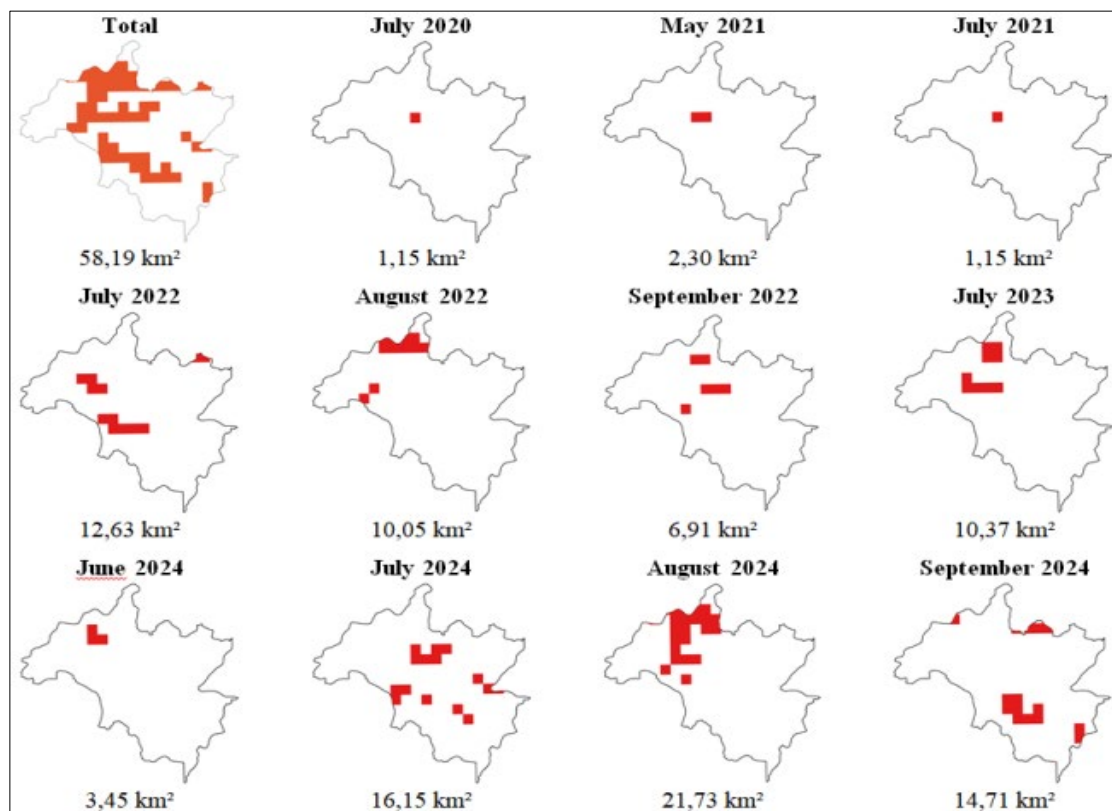 Total July 2020 May 2021 July 2021
58,19 km² 1,15 km² 2,30 km² 1,15 km²
July 2022 August 2022 September 2022 July 2023
12,63 km² 10,05 km² 6,91 km² 10,37 km²
June 2024 July 2024 August 2024 September 2024
3,45 km² 16,15 km² 21,73 km² 14,71 km²